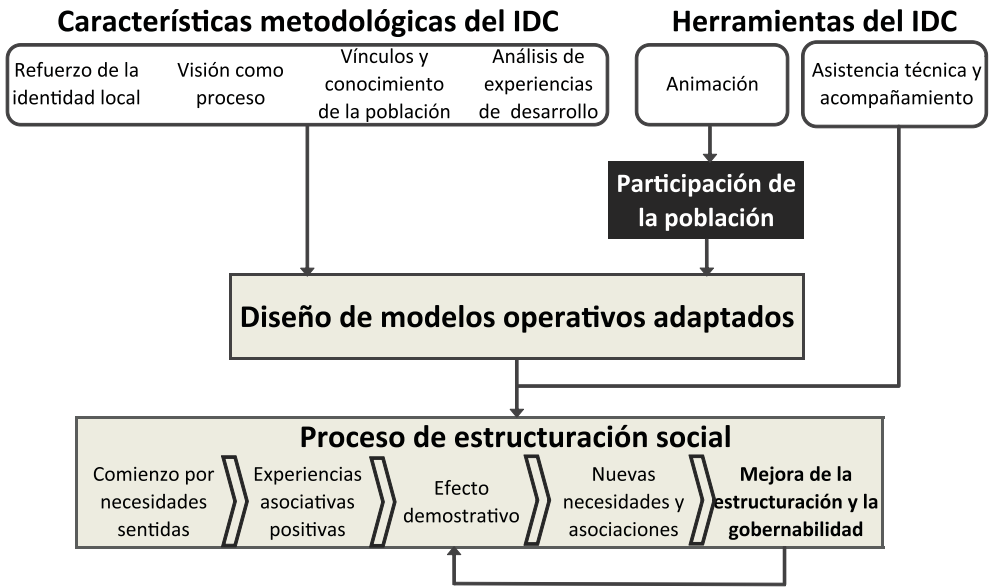 Características metodológicas del IDC
Herramientas del IDC
Refuerzo de la
identidad local
Visión como
proceso
Vínculos y
conocimiento
de la población
Análisis de
experiencias
de desarrollo
Animación
Asistencia técnica y
acompañamiento
Participación de
la población
Diseño de modelos operativos adaptados
Proceso de estructuración social
Comienzo por
necesidades
sentidas
Experiencias
asociativas
positivas
Efecto
demostrativo
Nuevas
necesidades y
asociaciones
Mejora de la
estructuración y la
gobernabilidad